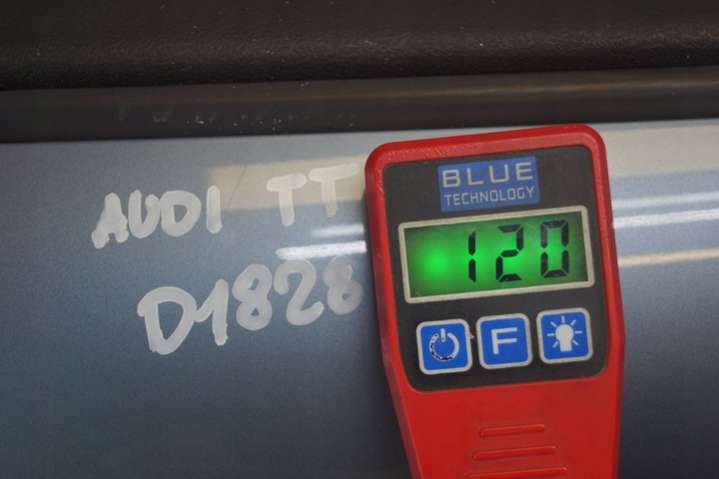 AUDI TT
D1828
BLUE
TECHNOLOGY
120
F